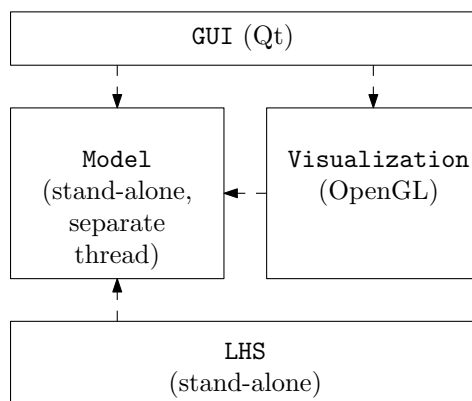 GUI (Qt)
Model
(stand-alone,
separate
thread)
Visualization
(OpenGL)
LHS
(stand-alone)